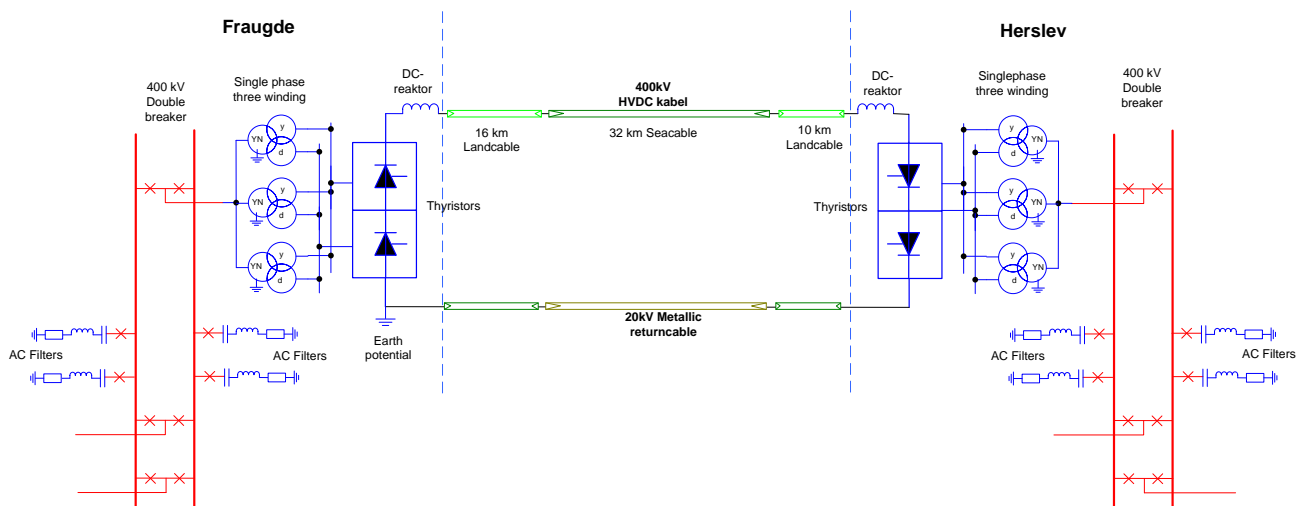 Fraugde
Herslev
400 kV
Double
breaker
Single phase
three winding
DC-
reaktor
400kV
HVDC kabel
DC-
reaktor
Singlephase
three winding
400 kV
Double
breaker
16 km
Landcable
32 km Seacable
10 km
Landcable
YN
y
d
YN
y
d
YN
y
d
Thyristors
Thyristors
y
YN
d
y
YN
d
y
YN
d
Earth
potential
20kV Metallic
returncable
AC Filters
AC Filters
AC Filters
AC Filters